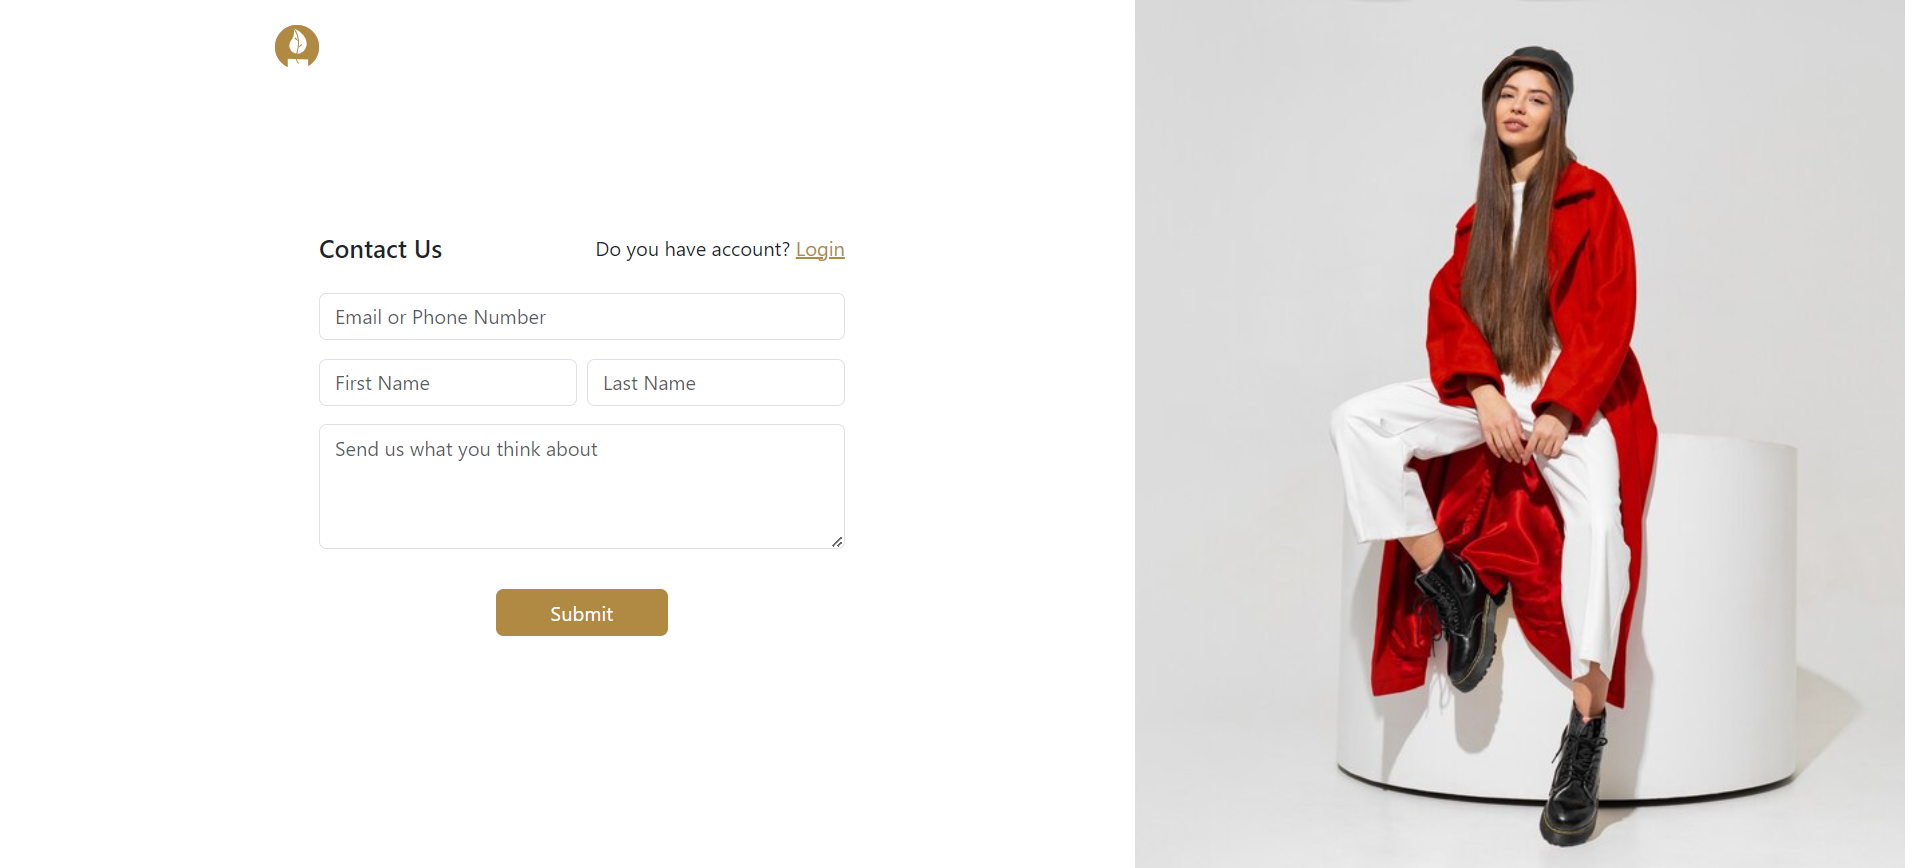 Contact Us
Do you have account? Login
Email or Phone Number
First Name
Last Name
Send us what you think about
Submit